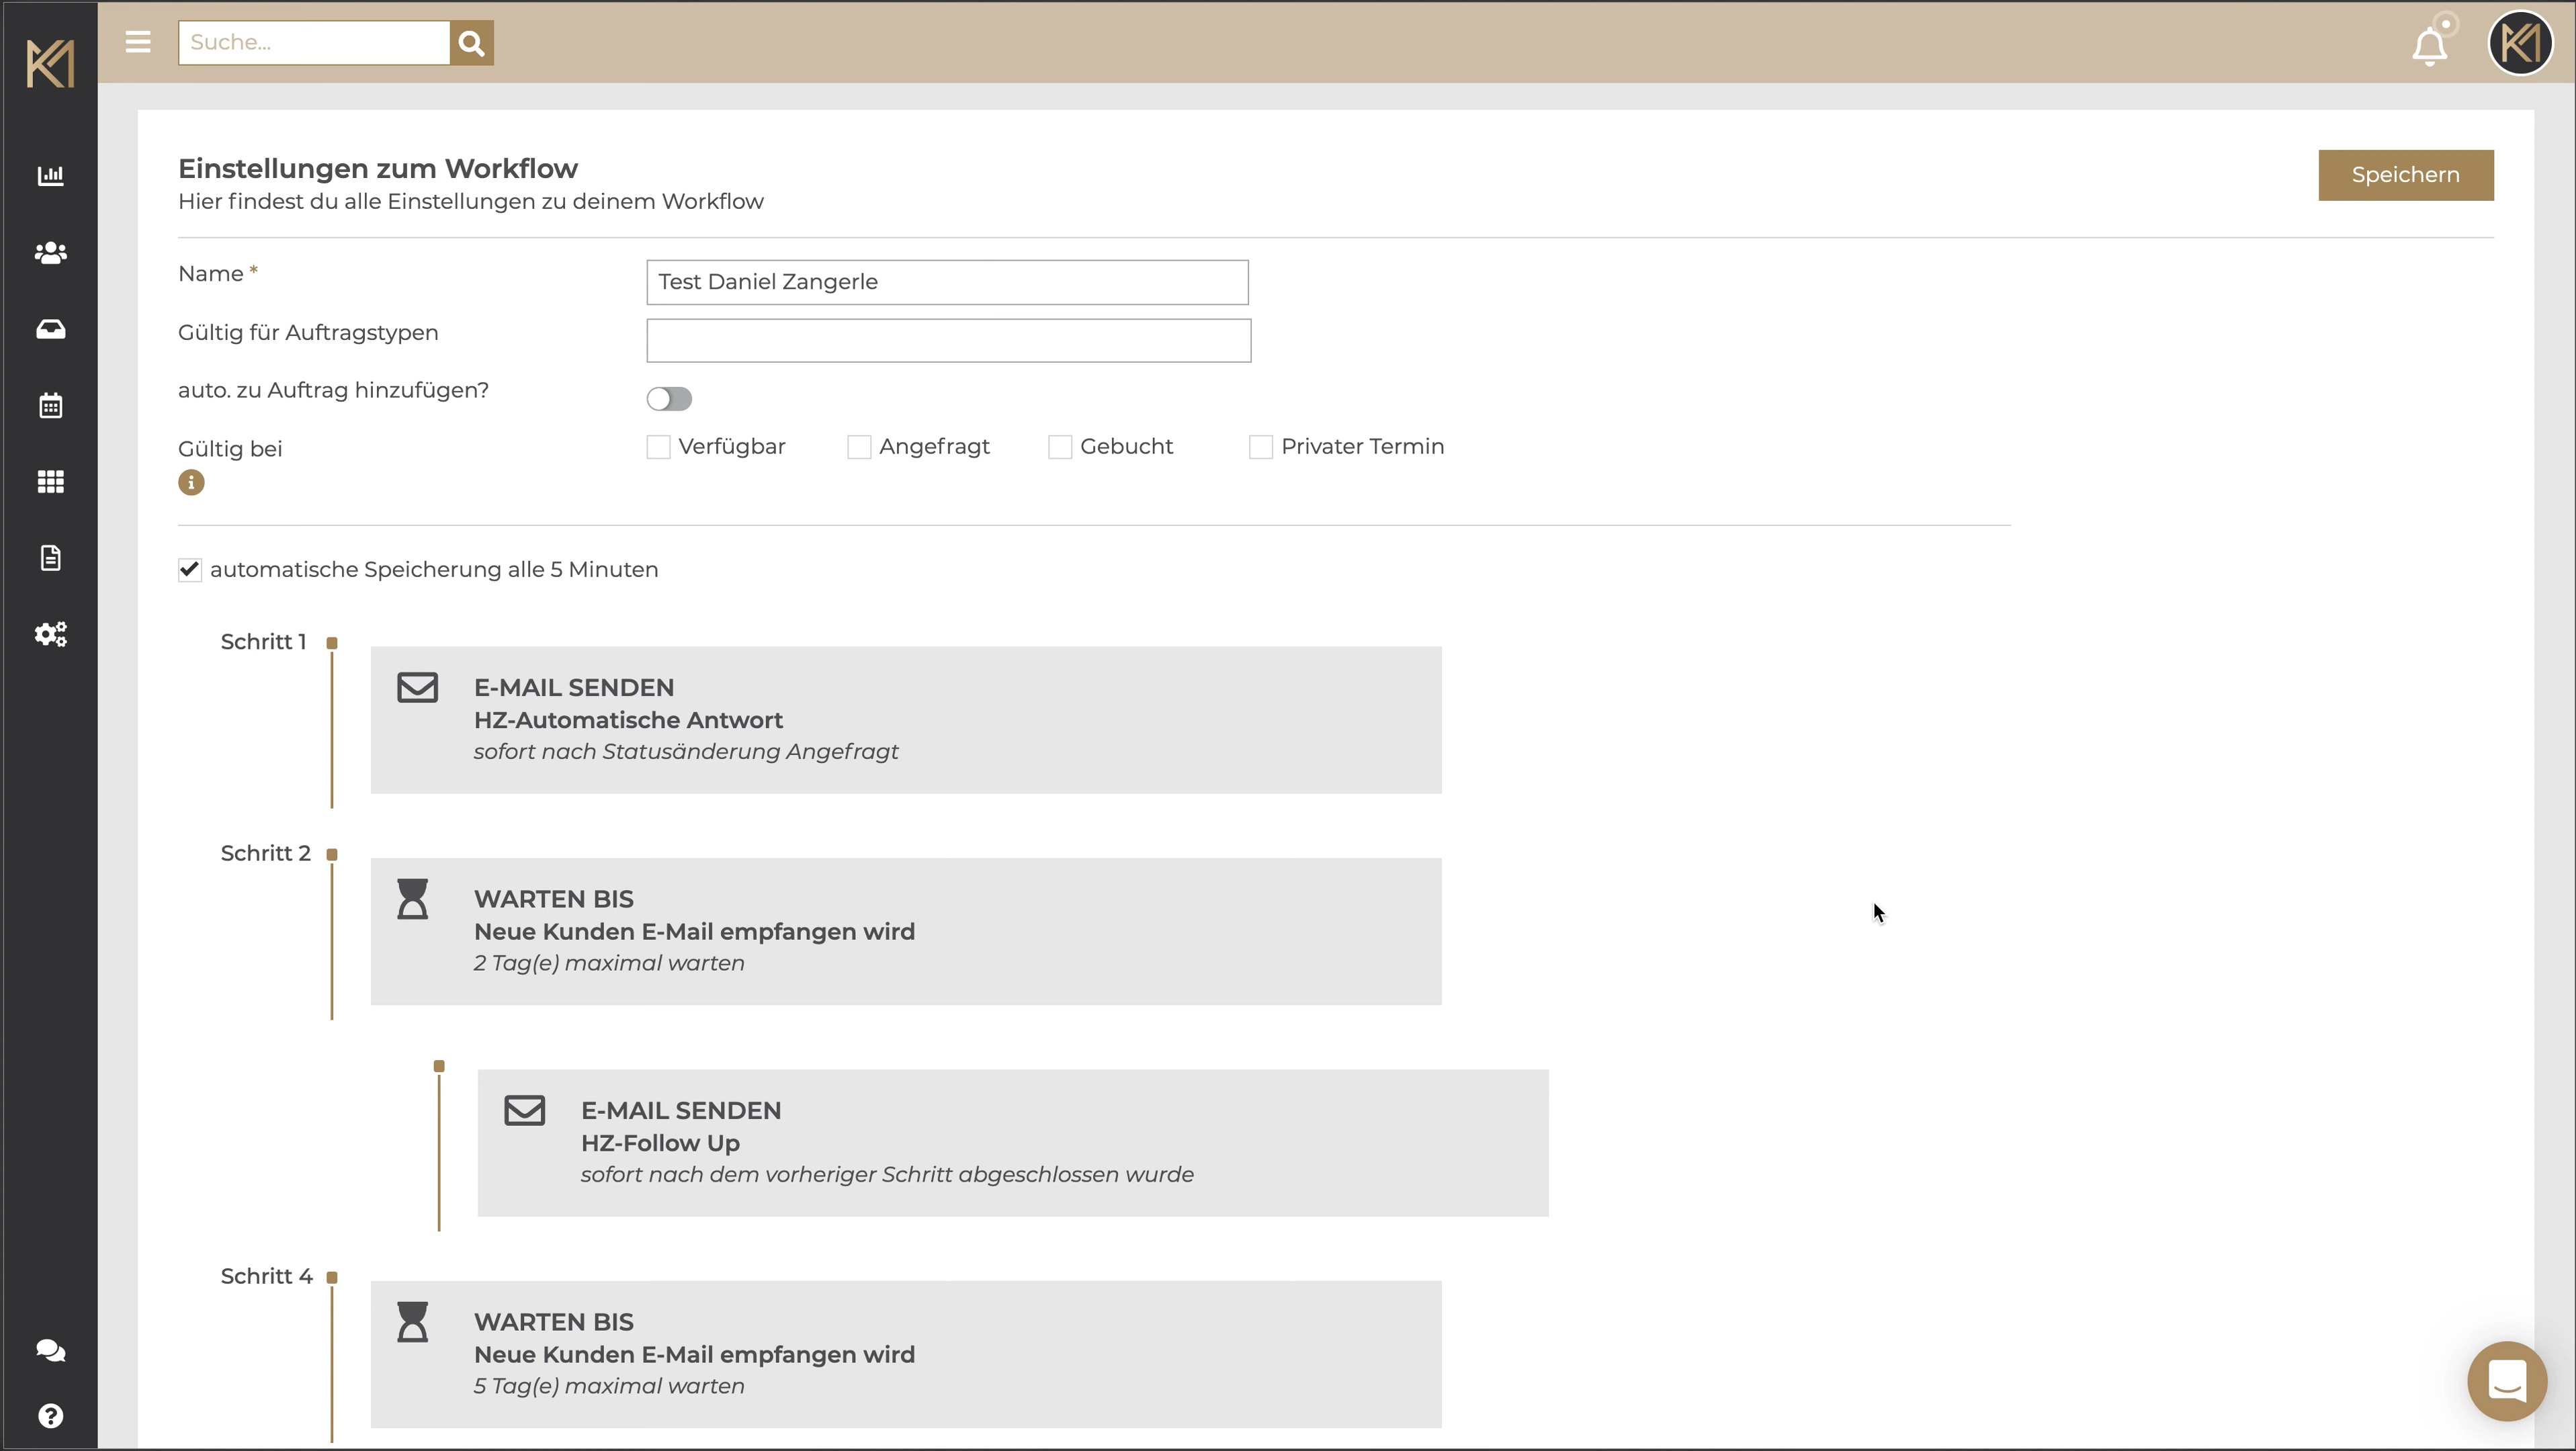 Suche...
Einstellungen zum Workflow
Speichern
Hier findest du alle Einstellungen zu deinem Workflow
Name *
Test Daniel Zangerle
Gültig für Auftragstypen
auto. zu Auftrag hinzufügen?
Gültig bei
Verfügbar
Angefragt
Gebucht
Privater Termin
automatische Speicherung alle 5 Minuten
Schritt 1
E-MAIL SENDEN
HZ-Automatische Antwort
sofort nach Statusänderung Angefragt
Schritt 2
WARTEN BIS
Neue Kunden E-Mail empfangen wird
2 Tag(e) maximal warten
E-MAIL SENDEN
HZ-Follow Up
sofort nach dem vorheriger Schritt abgeschlossen wurde
Schritt 4
WARTEN BIS
Neue Kunden E-Mail empfangen wird
5 Tag(e) maximal warten